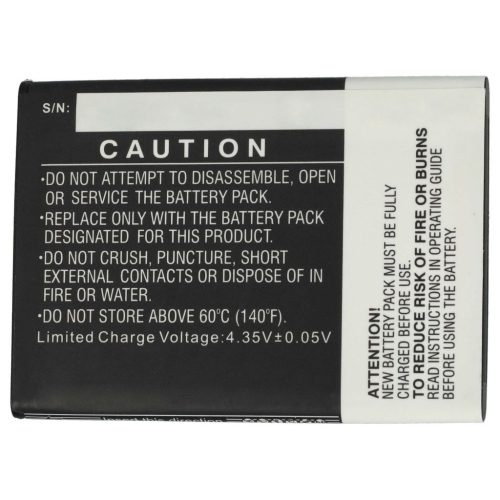 S/N:
CAUTION
•DO NOT ATTEMPT TO DISASSEMBLE, OPEN
OR SERVICE THE BATTERY PACK.
•REPLACE ONLY WITH THE BATTERY PACK
DESIGNATED FOR THIS PRODUCT.
•DO NOT CRUSH, PUNCTURE, SHORT
EXTERNAL CONTACTS OR DISPOSE OF IN
FIRE OR WATER.
•DO NOT STORE ABOVE 60°C (140°F).
Limited Charge Voltage: 4.35V±0.05V
Insert this direction
ATTENTION!
NEW BATTERY PACK MUST BE FULLY
CHARGED BEFORE USE.
TO REDUCE RISK OF FIRE OR BURNS
READ INSTRUCTIONS IN OPERATING GUIDE
BEFORE USING THE BATTERY.